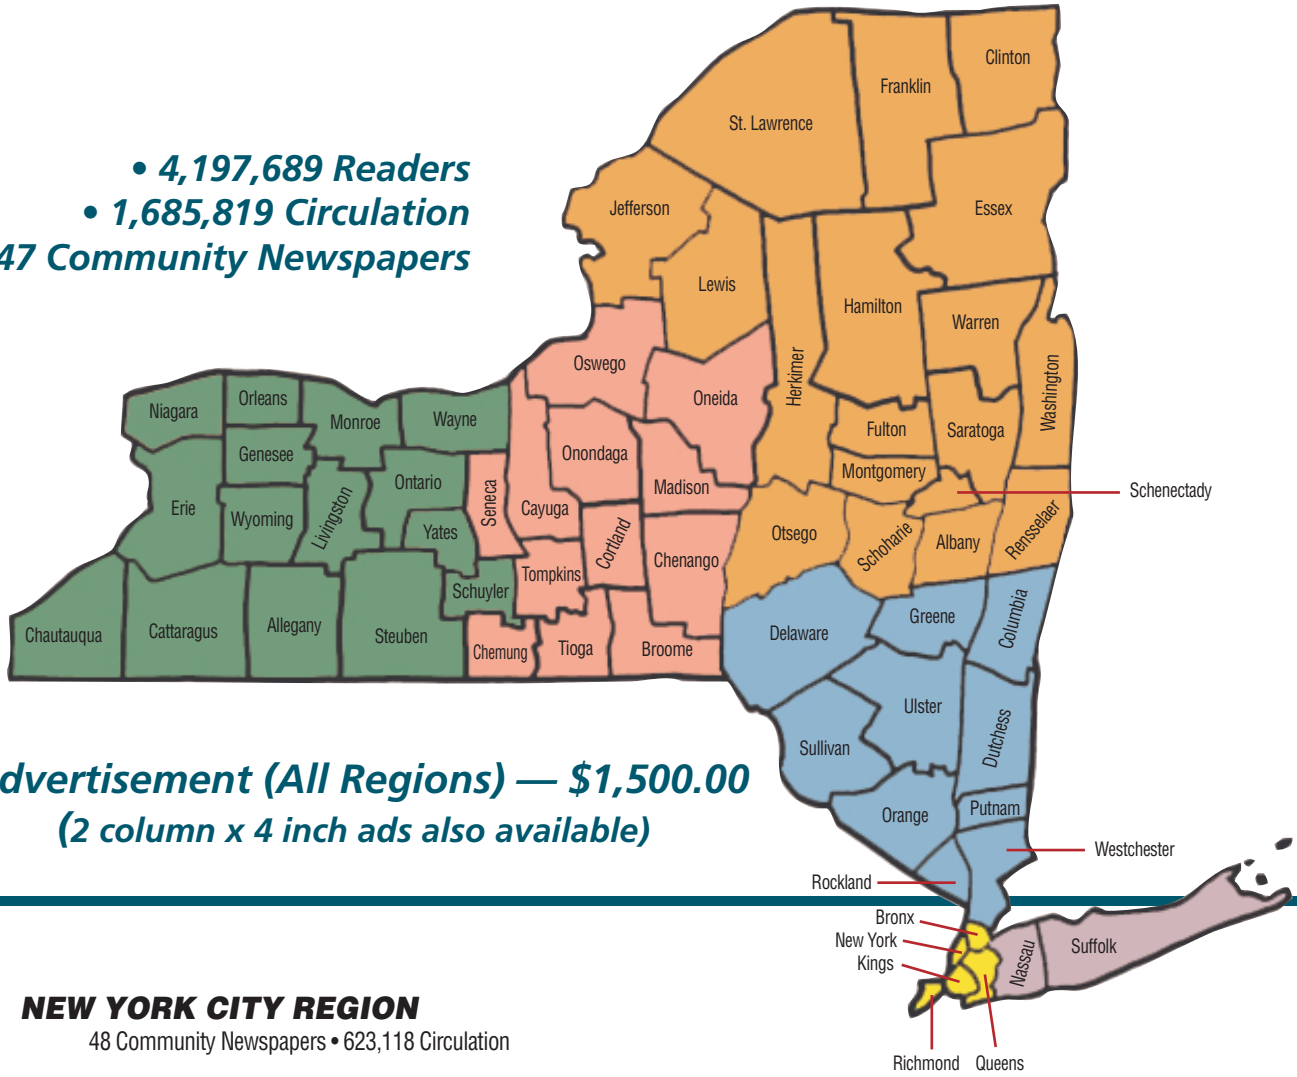 • 4,197,689 Readers
• 1,685,819 Circulation
47 Community Newspapers
Clinton
Franklin
St. Lawrence
Jefferson
Essex
Lewis
Hamilton
Warren
Herkimer
Washington
Oswego
Oneida
Fulton
Saratoga
Montgomery
Schenectady
Niagara
Orleans
Monroe
Wayne
Genesee
Ontario
Erie
Wyoming
Livingston
Yates
Seneca
Cayuga
Onondaga
Madison
Cortland
Chenango
Tompkins
Otsego
Schoharie
Albany
Rensselaer
Schuyler
Chautauqua
Cattaragus
Allegany
Steuben
Chemung
Tioga
Broome
Delaware
Greene
Columbia
Ulster
Sullivan
Dutchess
Orange
Putnam
Westchester
Rockland
dvertisement (All Regions) — $1,500.00
(2 column x 4 inch ads also available)
Bronx
New York
Kings
Richmond
Queens
Nassau
Suffolk
NEW YORK CITY REGION
48 Community Newspapers • 623,118 Circulation